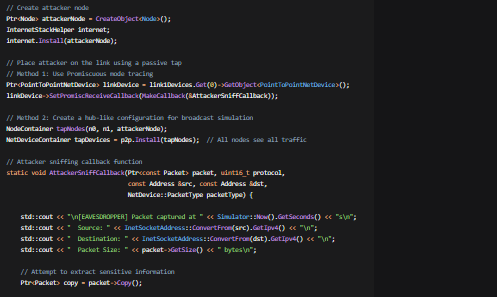 // Create attacker node
Ptr<Node> attackerNode = CreateObject<Node>();
InternetStackHelper internet;
internet.Install(attackerNode);
// Place attacker on the link using a passive tap
// Method 1: Use Promiscuous mode tracing
Ptr<PointToPointNetDevice> linkDevice = link1Devices.Get(0)->GetObject<PointToPointNetDevice>();
linkDevice->SetPromiscReceiveCallback(MakeCallback(&AttackerSniffCallback));
// Method 2: Create a hub-like configuration for broadcast simulation
NodeContainer tapNodes(n0, n1, attackerNode);
NetDeviceContainer tapDevices = p2p.install(tapNodes);  // All nodes see all traffic
// Attacker sniffing callback function
static void AttackerSniffCallback(Ptr<const Packet> packet, uint16_t protocol,
const Address &src, const Address &dst,
NetDevice::PacketType packetType) {
std::cout << "\n[EAVESDROPPER] Packet captured at " << Simulator::Now().GetSeconds() << "s\n";
std::cout << "  Source: " << InetSocketAddress::ConvertFrom(src).GetIpv4() << "\n";
std::cout << "  Destination: " << InetSocketAddress::ConvertFrom(dst).GetIpv4() << "\n";
std::cout << "  Packet Size: " << packet->GetSize() << " bytes\n";
// Attempt to extract sensitive information
Ptr<Packet> copy = packet->Copy();